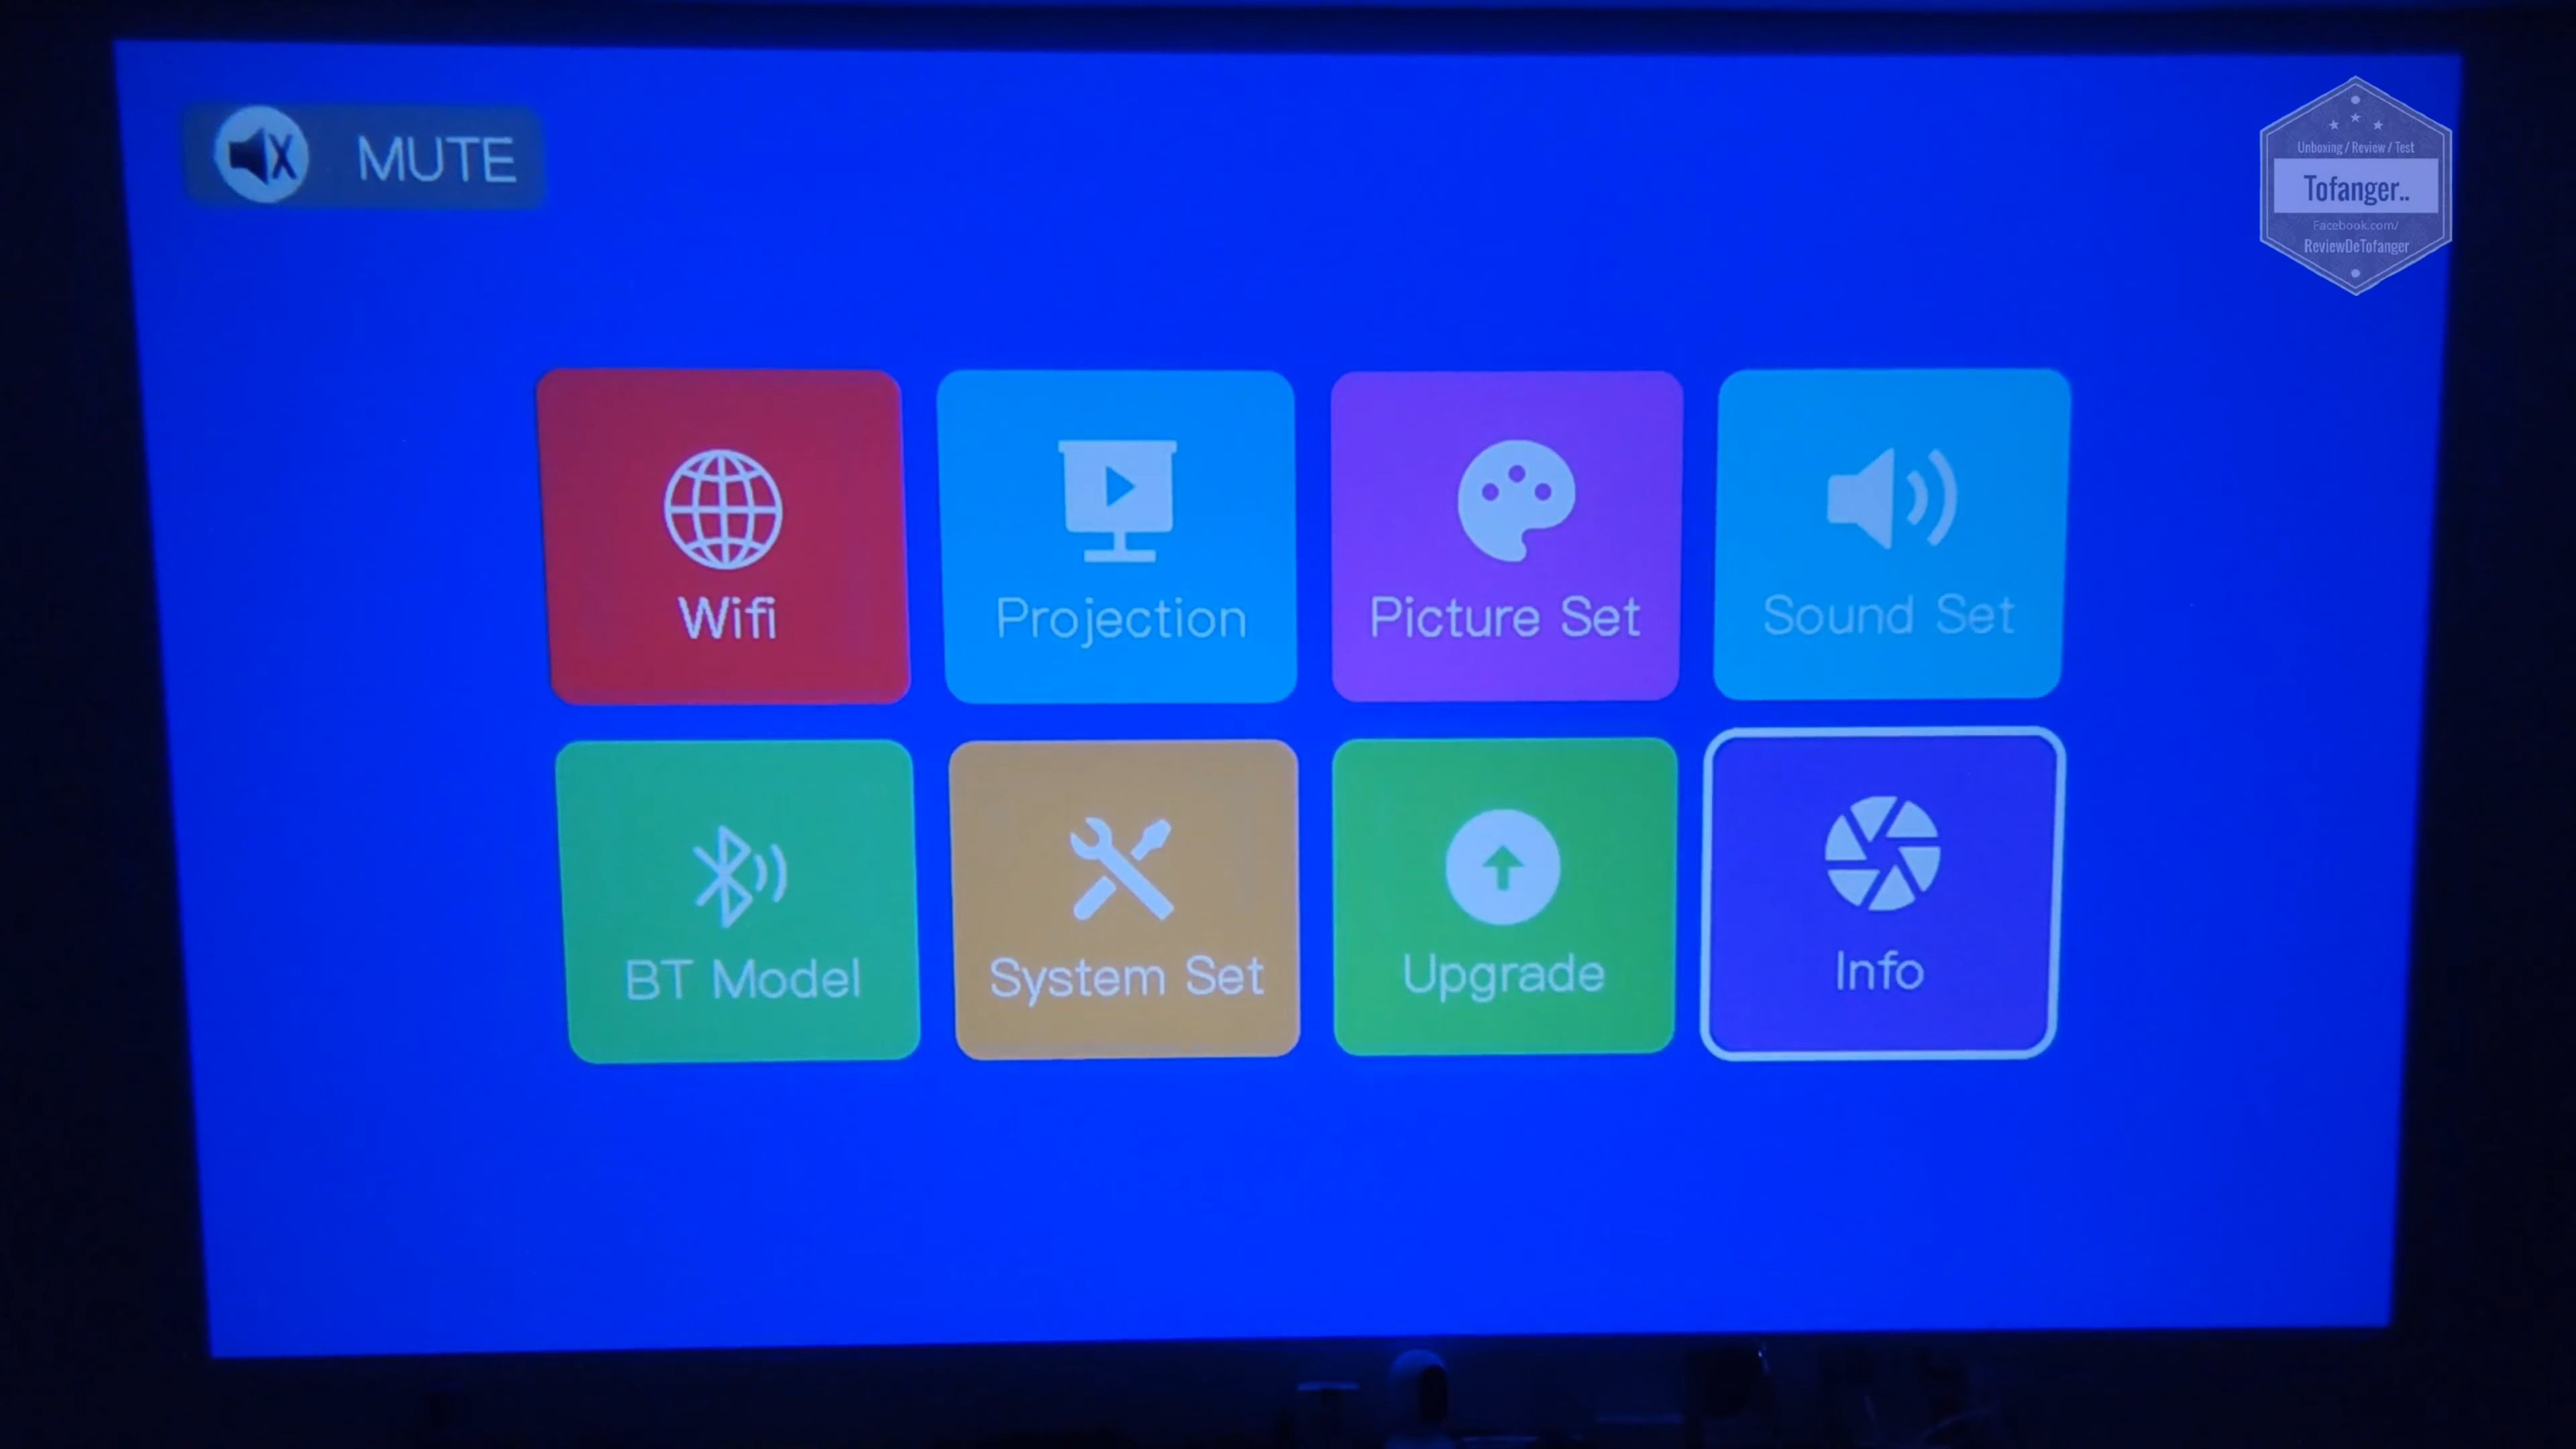 MUTE
Unboxing / Review / Test
Tofanger..
Facebook.com/
ReviewDeTofanger
Wifi
Projection
Picture Set
Sound Set
BT Model
System Set
Upgrade
Info